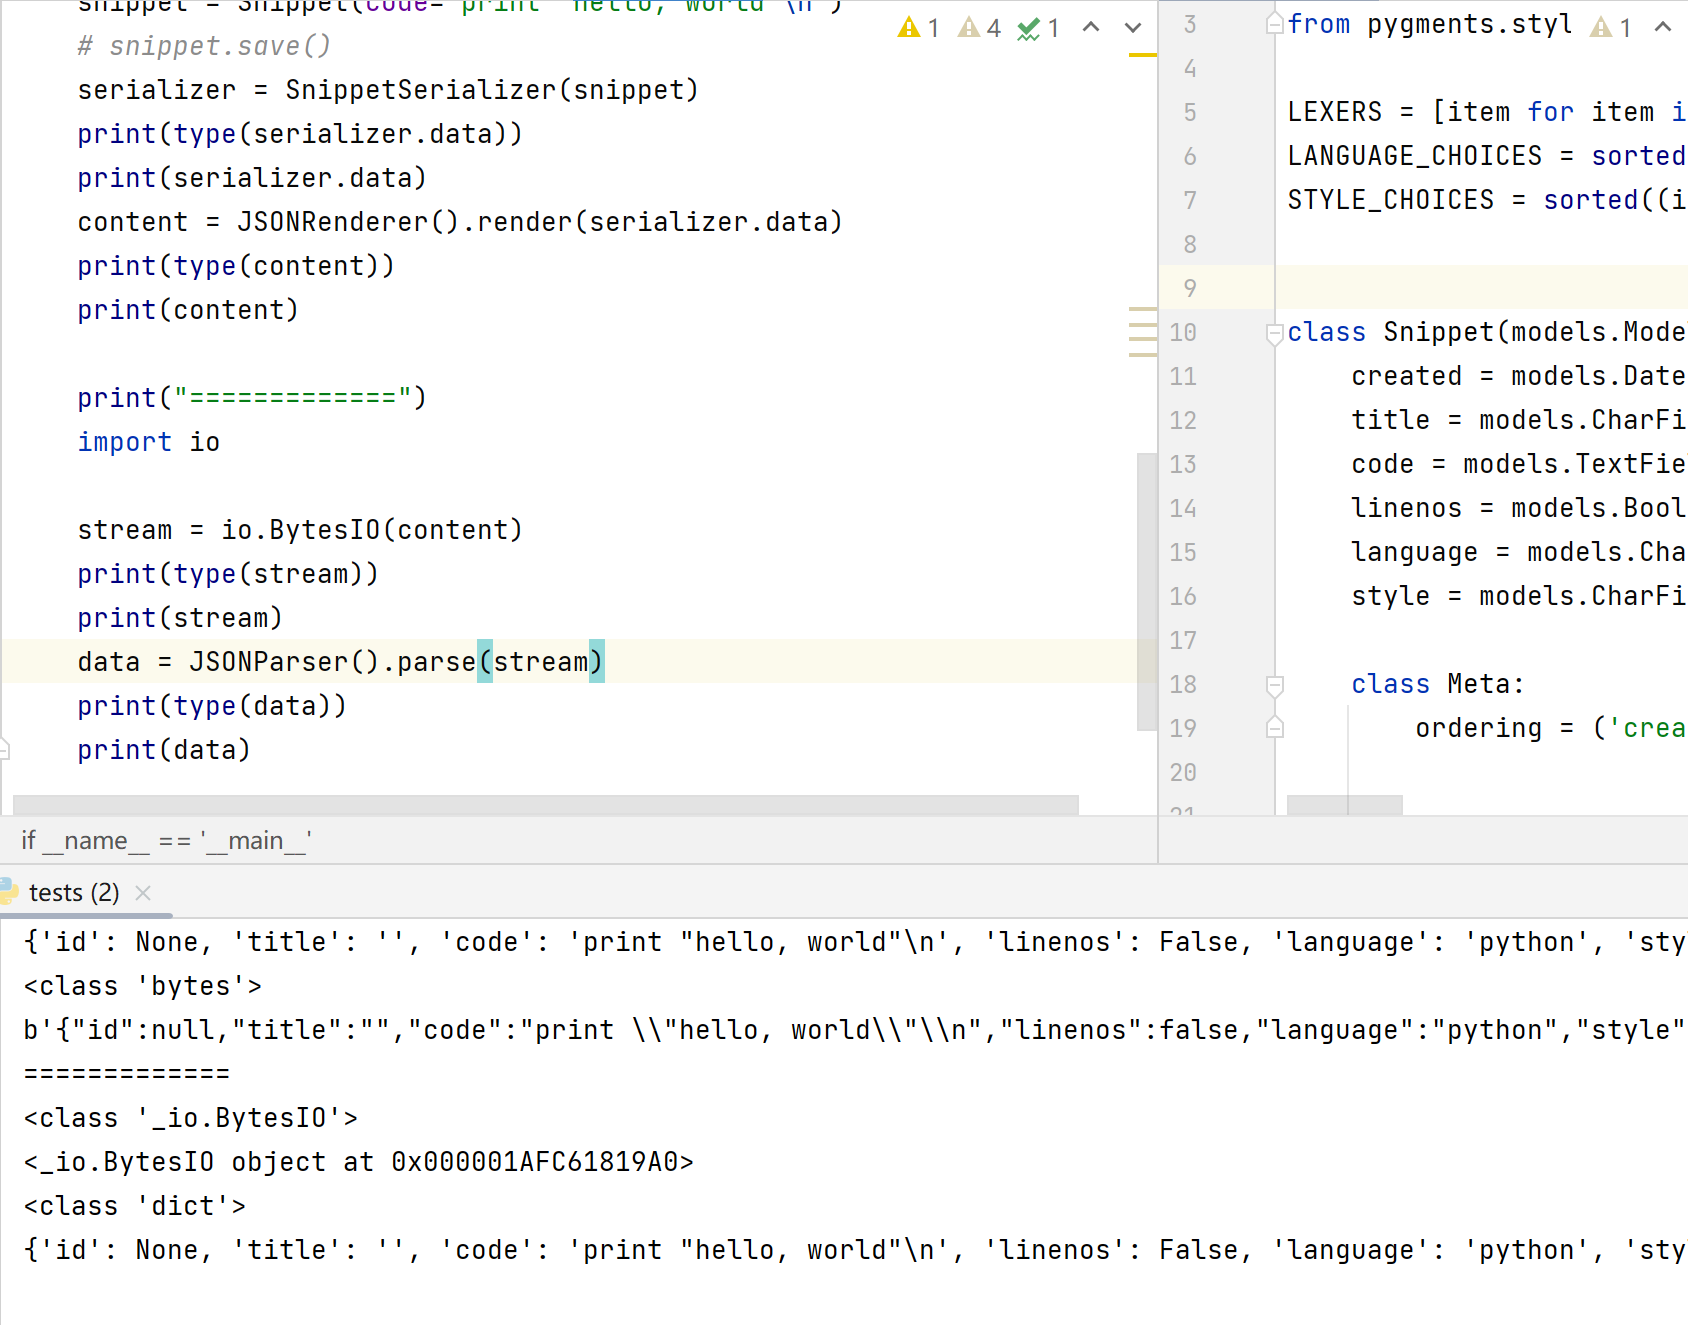 snippet = Snippet(code='print "hello, world"\n')
# snippet.save()
serializer = SnippetSerializer(snippet)
print(type(serializer.data))
print(serializer.data)
content = JSONRenderer().render(serializer.data)
print(type(content))
print(content)
print("=============")
import io
stream = io.BytesIO(content)
print(type(stream))
print(stream)
data = JSONParser().parse(stream)
print(type(data))
print(data)
1 4 1
3 from pygments.styl 1
4
5 LEXERS = [item for item i
6 LANGUAGE_CHOICES = sorted
7 STYLE_CHOICES = sorted((i
8
9
10 class Snippet(models.Mode
11 created = models.Date
12 title = models.CharFi
13 code = models.TextFie
14 linenos = models.Bool
15 language = models.Cha
16 style = models.CharFi
17
18 class Meta:
19 ordering = ('crea
20
21
if __name__ == '__main__'
tests (2)
{'id': None, 'title': '', 'code': 'print "hello, world"\n', 'linenos': False, 'language': 'python', 'sty
<class 'bytes'>
b'{"id":null,"title":"","code":"print \\"hello, world\\"\\n","linenos":false,"language":"python","style"
=============
<class '_io.BytesIO'>
<_io.BytesIO object at 0x000001AFC61819A0>
<class 'dict'>
{'id': None, 'title': '', 'code': 'print "hello, world"\n', 'linenos': False, 'language': 'python', 'sty